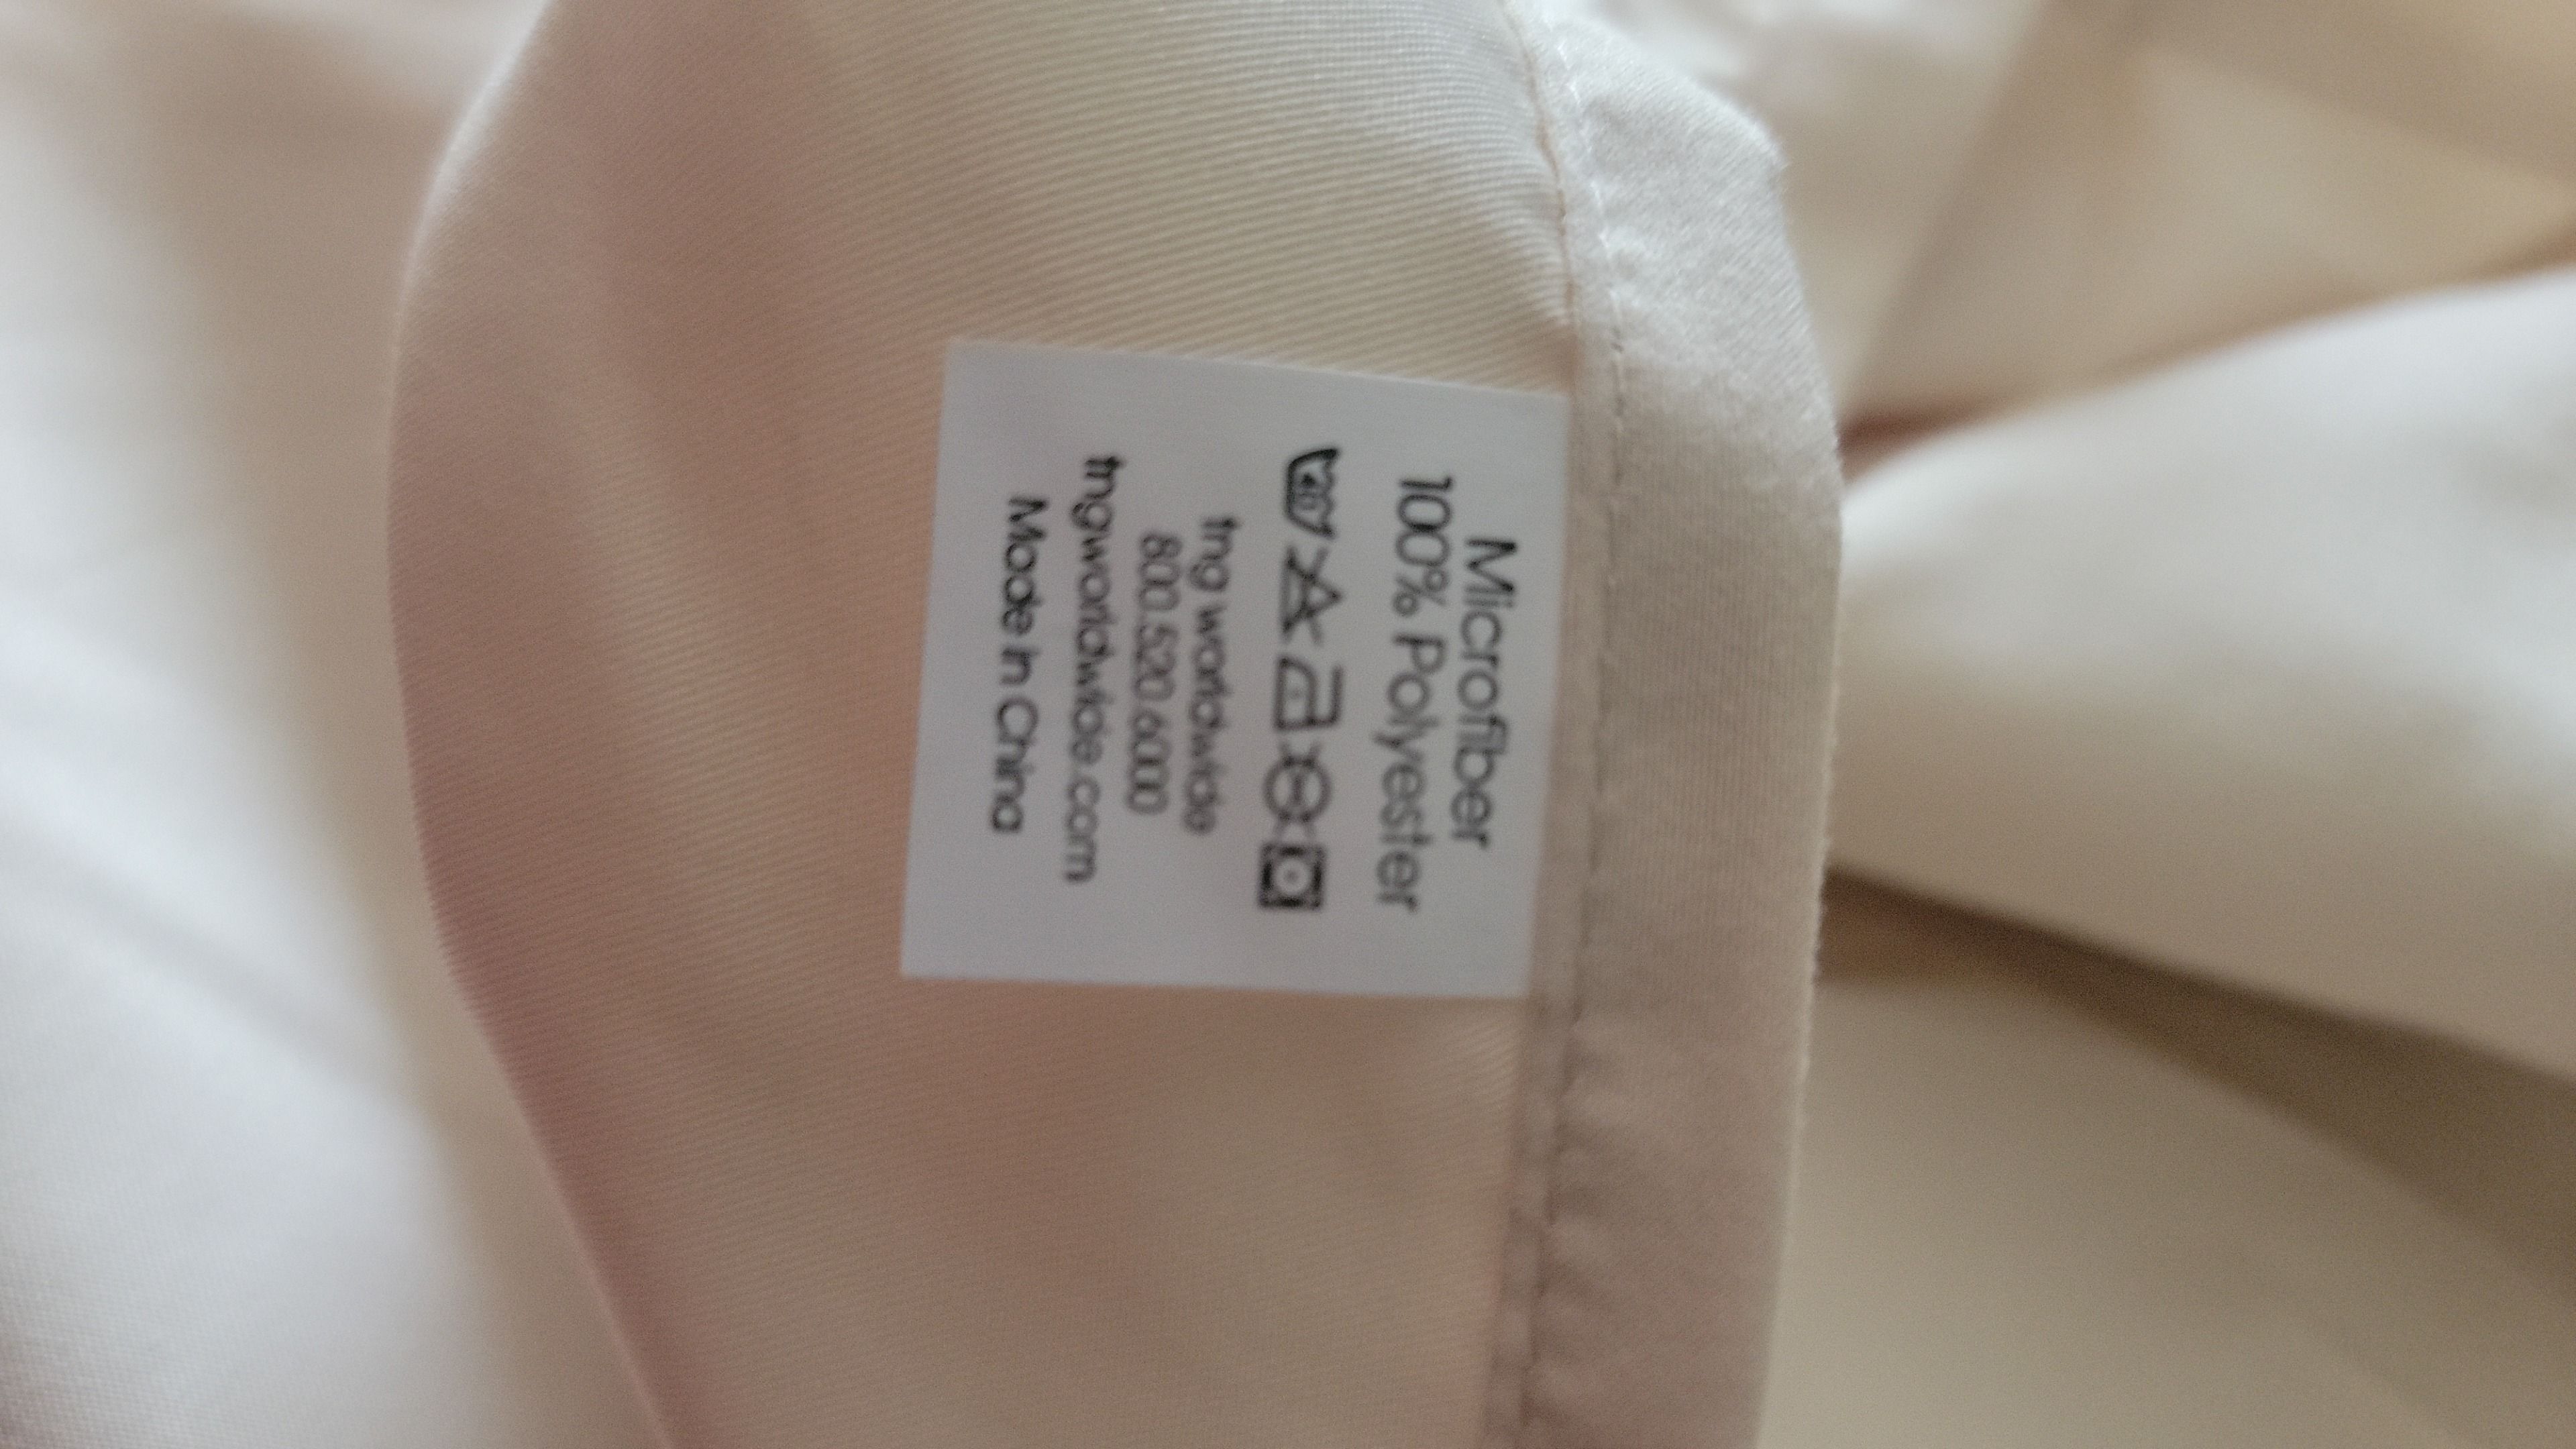 Microfiber
100% Polyester
tng worldwide
800.520.6000
tngworldwide.com
Made in China